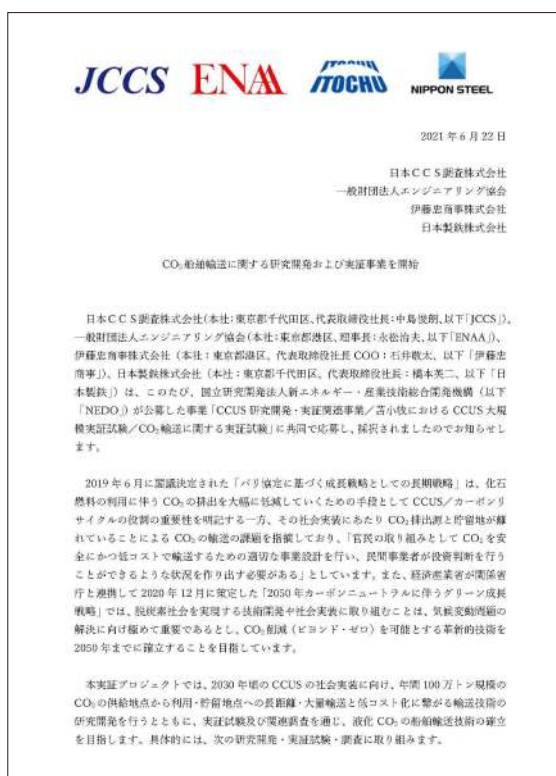 JCCS ENAA ITOCHU NIPPON STEEL
2021年6月22日
日本CCS調査株式会社
一般財団法人エンジニアリング協会
伊藤忠商事株式会社
日本製鉄株式会社
CO₂船舶輸送に関する研究開発および実証事業を開始
日本CCS調査株式会社(本社:東京都千代田区、代表取締役社長:中島俊朗、以下「JCCS」)、
一般財団法人エンジニアリング協会(本社:東京都港区、理事長:永松治夫、以下「ENAA」)、
伊藤忠商事株式会社(本社:東京都港区、代表取締役社長COO:石井敬太、以下「伊藤忠
商事」)、日本製鉄株式会社(本社:東京都千代田区、代表取締役社長:橋本英二、以下「日
本製鉄」)は、このたび、国立研究開発法人新エネルギー・産業技術総合開発機構(以下
「NEDO」)が公募した事業「CCUS研究開発・実証関連事業/苫小牧におけるCCUS大規
模実証試験/CO₂輸送に関する実証試験」に共同で応募し、採択されましたのでお知らせし
ます。
2019年6月に閣議決定された「パリ協定に基づく成長戦略としての長期戦略」は、化石
燃料の利用に伴うCO₂の排出を大幅に低減していくための手段としてCCUS/カーボンリ
サイクルの役割の重要性を明記する一方、その社会実装にあたりCO₂排出源と貯留地が離
れていることによるCO₂の輸送の課題を指摘しており、「官民の取り組みとしてCO₂を
安全にかつ低コストで輸送するための適切な事業設計を行い、民間事業者が投資判断を行う
ことができるような状況を作り出す必要がある」としています。また、経済産業省が関係省
庁と連携して2020年12月に策定した「2050年カーボンニュートラルに伴うグリーン成長
戦略」では、脱炭素社会を実現する技術開発や社会実装に取り組むことは、気候変動問題の
解決に向け極めて重要であるとし、CO₂削減(ビヨンド・ゼロ)を可能とする革新的技術を
2050年までに確立することを目指しています。
本実証プロジェクトでは、2030年頃のCCUSの社会実装に向け、年間100万トン規模の
CO₂の供給地点から利用・貯留地点への長距離・大量輸送と低コスト化に繋がる輸送技術の
研究開発を行うとともに、実証試験及び関連調査を通じ、液化CO₂の船舶輸送技術の確立
を目指します。具体的には、次の研究開発・実証試験・調査に取り組みます。